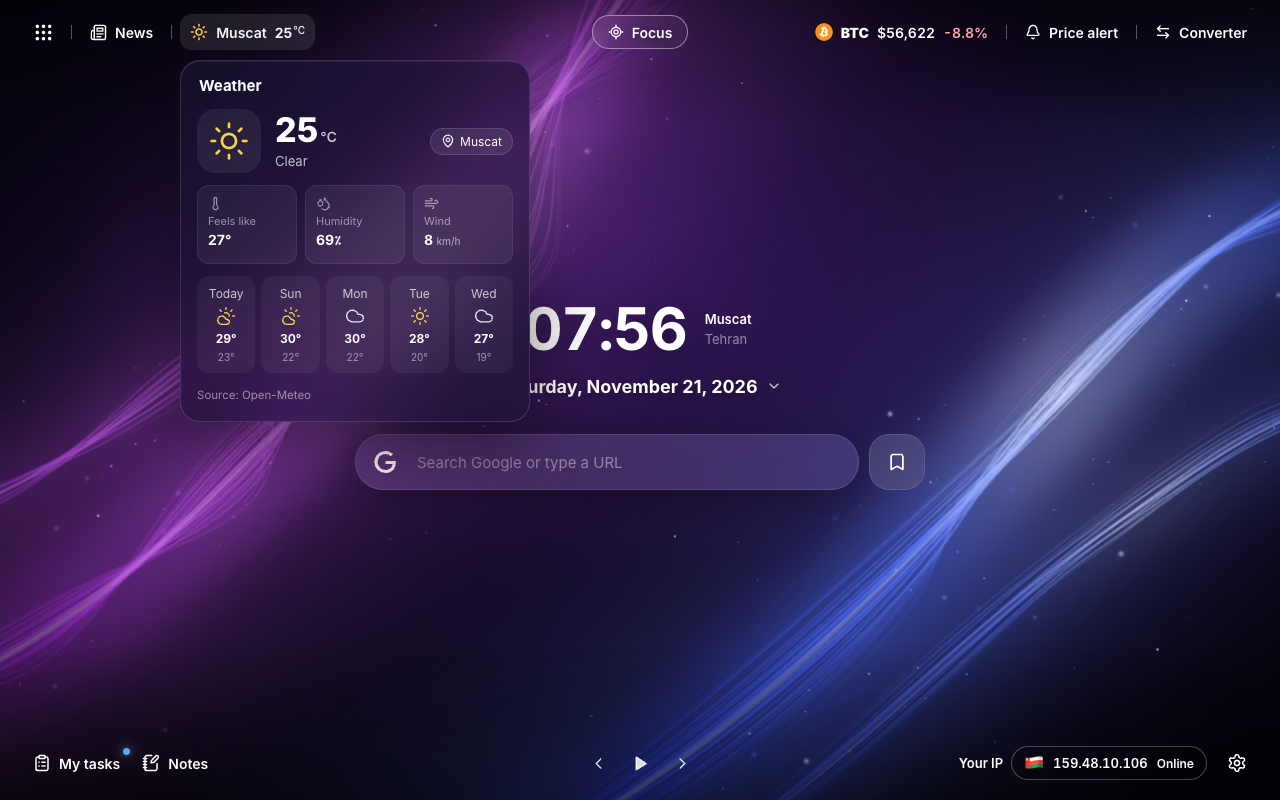 News
Muscat 25°C
Focus
BTC $56,622 -8.8%
Price alert
Converter
Weather
25 °C
Clear
Muscat
Feels like
27°
Humidity
69%
Wind
8 km/h
Today
29°
23°
Sun
30°
22°
Mon
30°
22°
Tue
28°
20°
Wed
27°
19°
Source: Open-Meteo
07:56
Muscat
Tehran
urday, November 21, 2026
Search Google or type a URL
My tasks
Notes
Your IP
159.48.10.106 Online